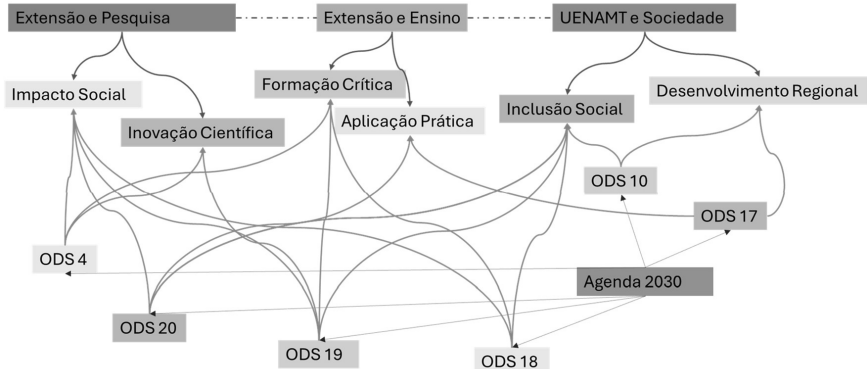 Extensão e Pesquisa
Extensão e Ensino
UENAMT e Sociedade
Impacto Social
Formação Crítica
Desenvolvimento Regional
Inovação Científica
Aplicação Prática
Inclusão Social
ODS 10
ODS 17
ODS 4
Agenda 2030
ODS 20
ODS 19
ODS 18